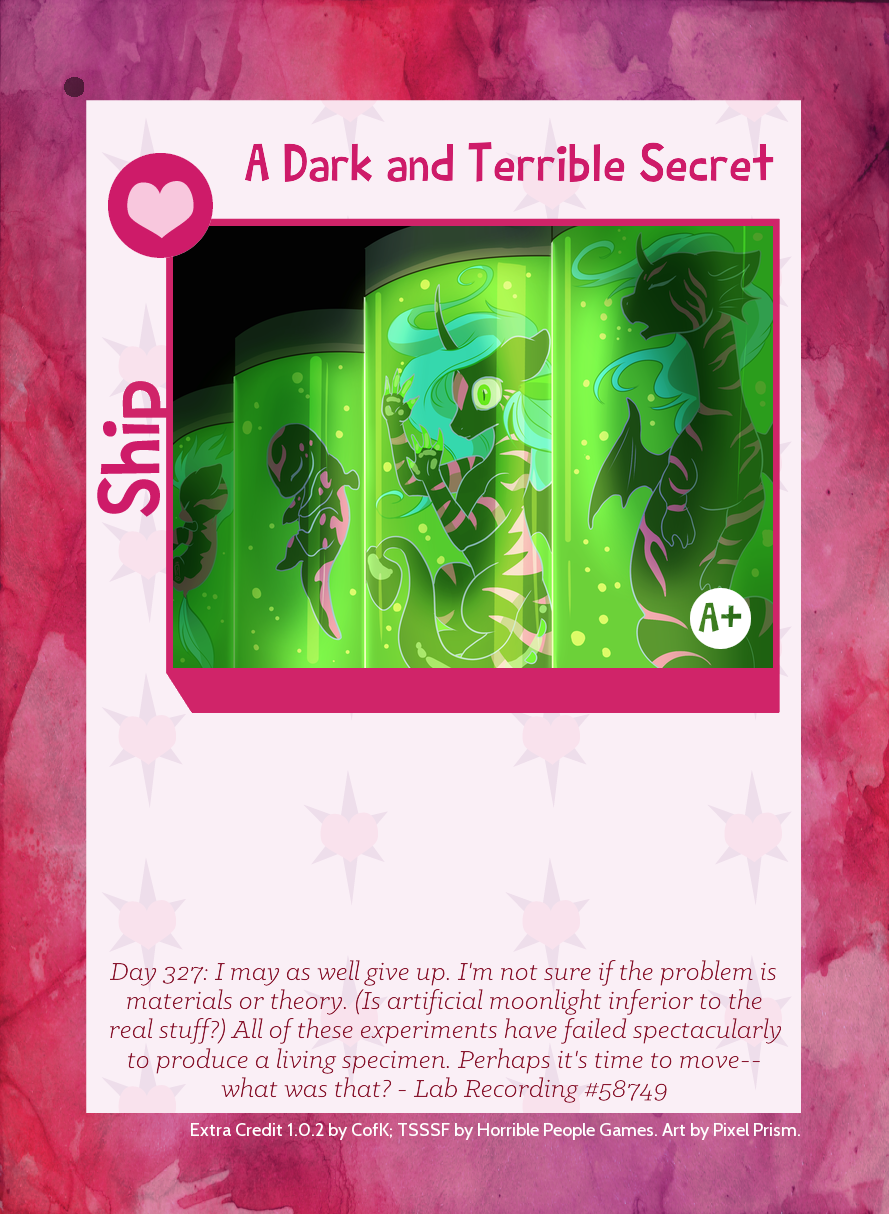 A Dark and Terrible Secret
Ship
A+
Day 327: I may as well give up. I'm not sure if the problem is
materials or theory. (Is artificial moonlight inferior to the
real stuff?) All of these experiments have failed spectacularly
to produce a living specimen. Perhaps it's time to move--
what was that? - Lab Recording #58749
Extra Credit 1.0.2 by CofK; TSSSF by Horrible People Games. Art by Pixel Prism.